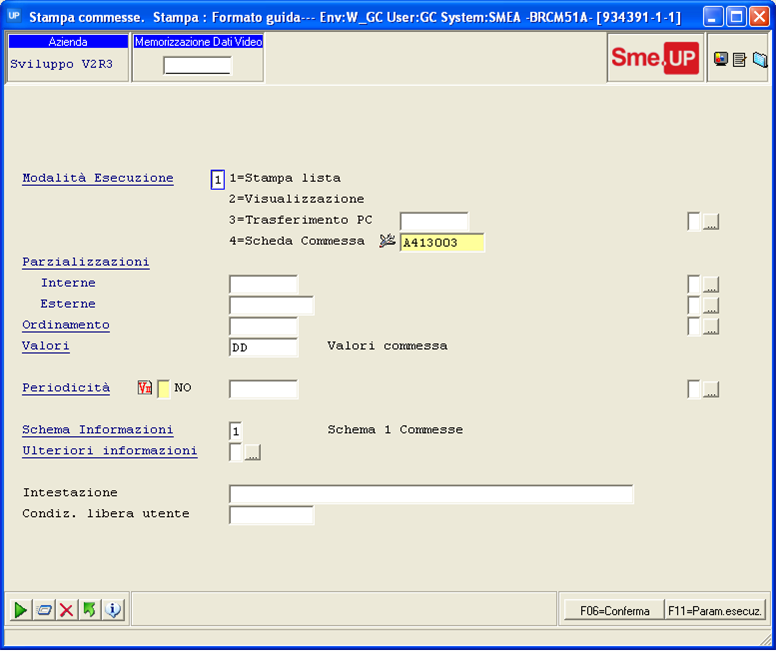 UP Stampa commesse. Stampa : Formato guida--- Env:W_GC User:GC System:SMEA -BRCM51A- [934391-1-1]
Azienda Memorizzazione Dati Video
Sviluppo V2R3
Sme.UP
Modalità Esecuzione 1 1=Stampa lista
2=Visualizzazione
3=Trasferimento PC ...
4=Scheda Commessa A413003
Parzializzazioni
Interne ...
Esterne ...
Ordinamento ...
Valori DD Valori commessa
Periodicità NO ...
Schema Informazioni 1 Schema 1 Commesse
Ulteriori informazioni ...
Intestazione
Condiz. libera utente
F06=Conferma F11=Param.esecuz.